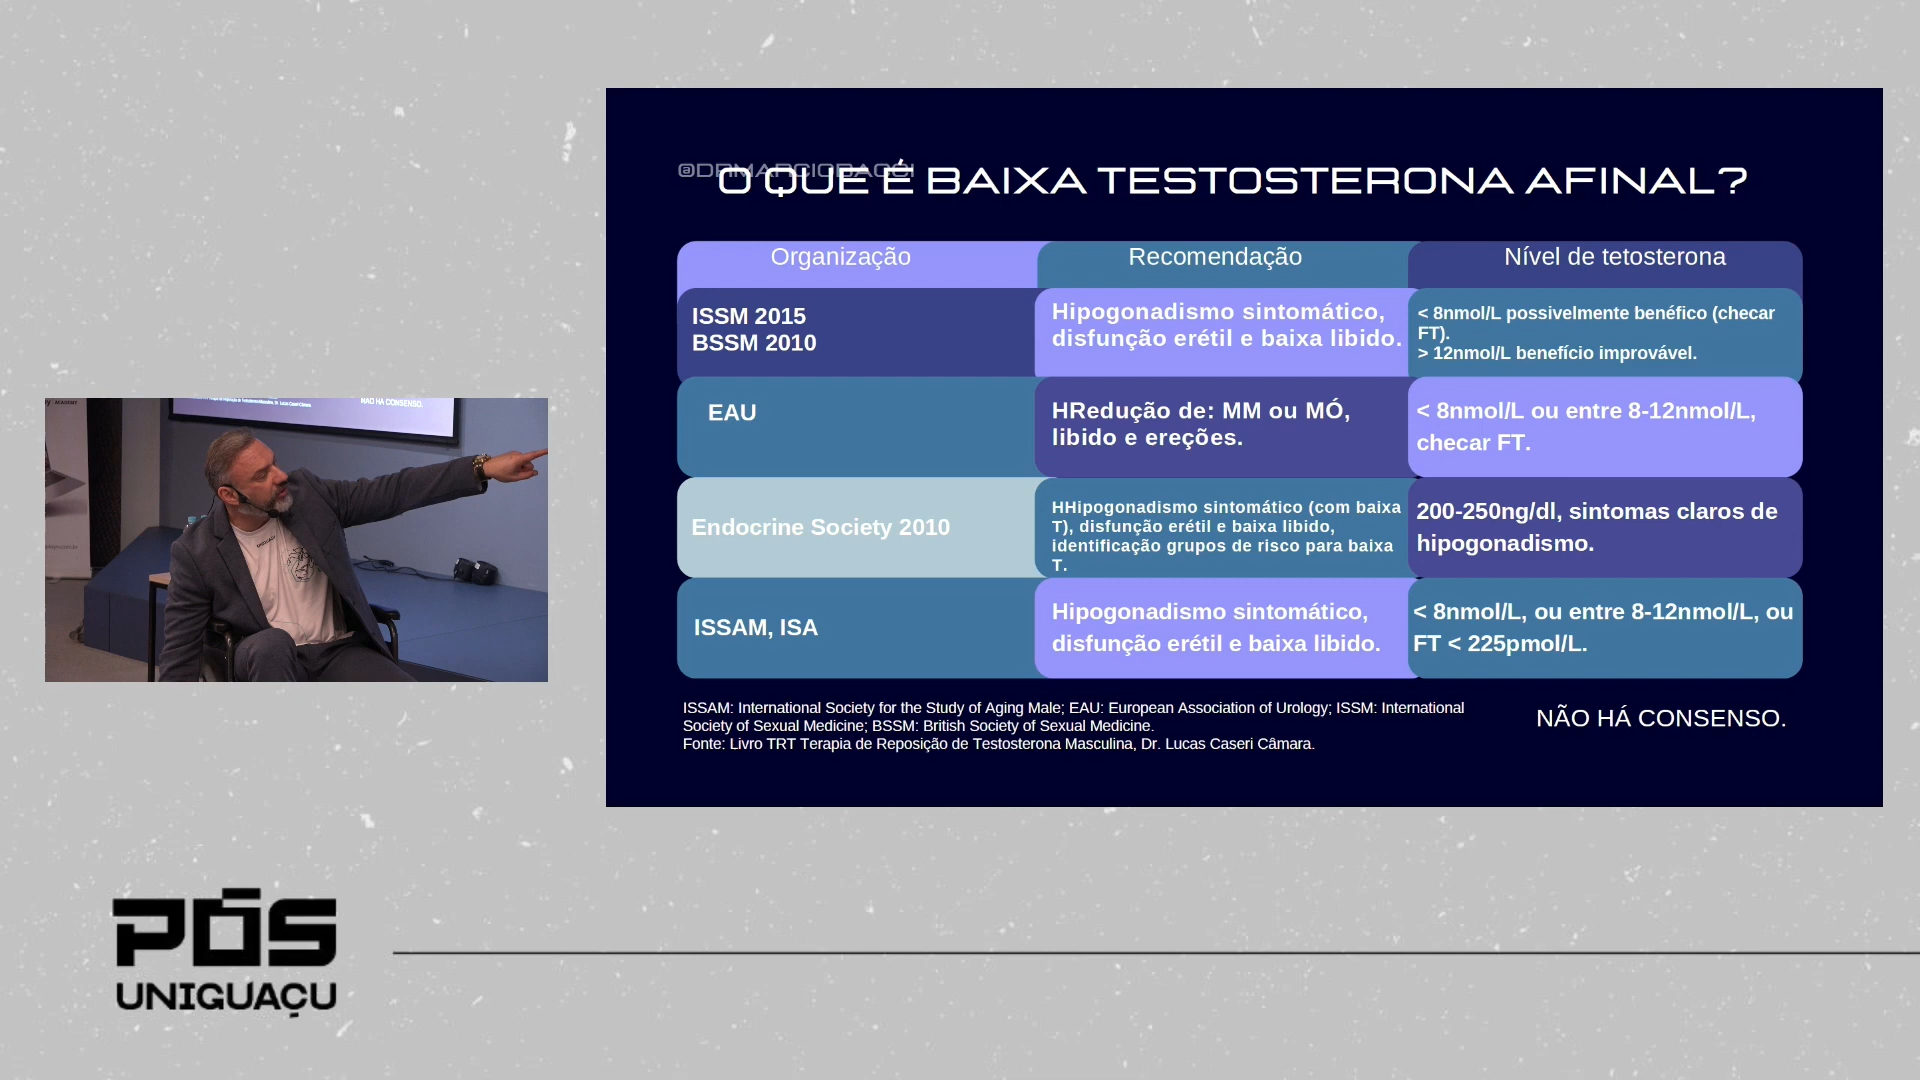 @DRMARCIOBACCI
O QUE É BAIXA TESTOSTERONA AFINAL?
Organização
Recomendação
Nível de tetosterona
ISSM 2015
BSSM 2010
Hipogonadismo sintomático,
disfunção erétil e baixa libido.
< 8nmol/L possivelmente benéfico (checar
FT).
> 12nmol/L benefício improvável.
EAU
HRedução de: MM ou MÓ,
libido e ereções.
< 8nmol/L ou entre 8-12nmol/L,
checar FT.
Endocrine Society 2010
HHipogonadismo sintomático (com baixa
T), disfunção erétil e baixa libido,
identificação grupos de risco para baixa
T.
200-250ng/dl, sintomas claros de
hipogonadismo.
ISSAM, ISA
Hipogonadismo sintomático,
disfunção erétil e baixa libido.
< 8nmol/L, ou entre 8-12nmol/L, ou
FT < 225pmol/L.
ISSAM: International Society for the Study of Aging Male; EAU: European Association of Urology; ISSM: International
Society of Sexual Medicine; BSSM: British Society of Sexual Medicine.
Fonte: Livro TRT Terapia de Reposição de Testosterona Masculina, Dr. Lucas Caseri Câmara.
NÃO HÁ CONSENSO.
NÃO HÁ CONSENSO.
PÓS
UNIGUAÇU